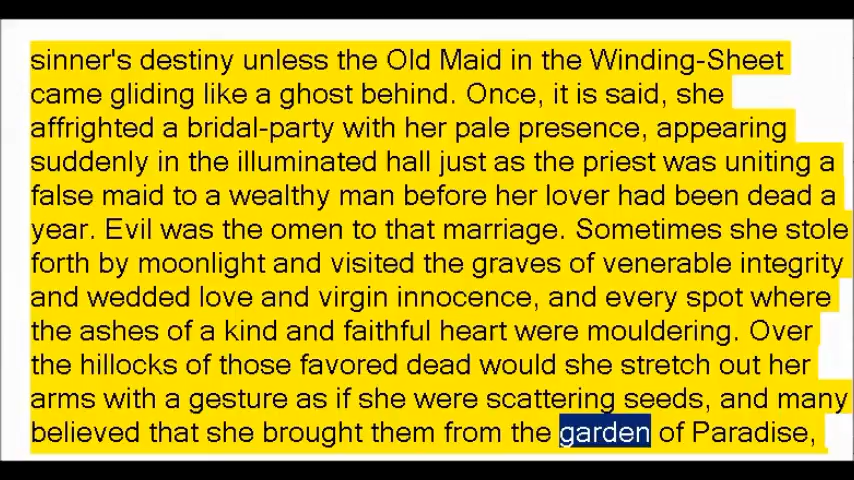 sinner's destiny unless the Old Maid in the Winding-Sheet
came gliding like a ghost behind. Once, it is said, she
affrighted a bridal-party with her pale presence, appearing
suddenly in the illuminated hall just as the priest was uniting a
false maid to a wealthy man before her lover had been dead a
year. Evil was the omen to that marriage. Sometimes she stole
forth by moonlight and visited the graves of venerable integrity
and wedded love and virgin innocence, and every spot where
the ashes of a kind and faithful heart were mouldering. Over
the hillocks of those favored dead would she stretch out her
arms with a gesture as if she were scattering seeds, and many
believed that she brought them from the garden of Paradise,